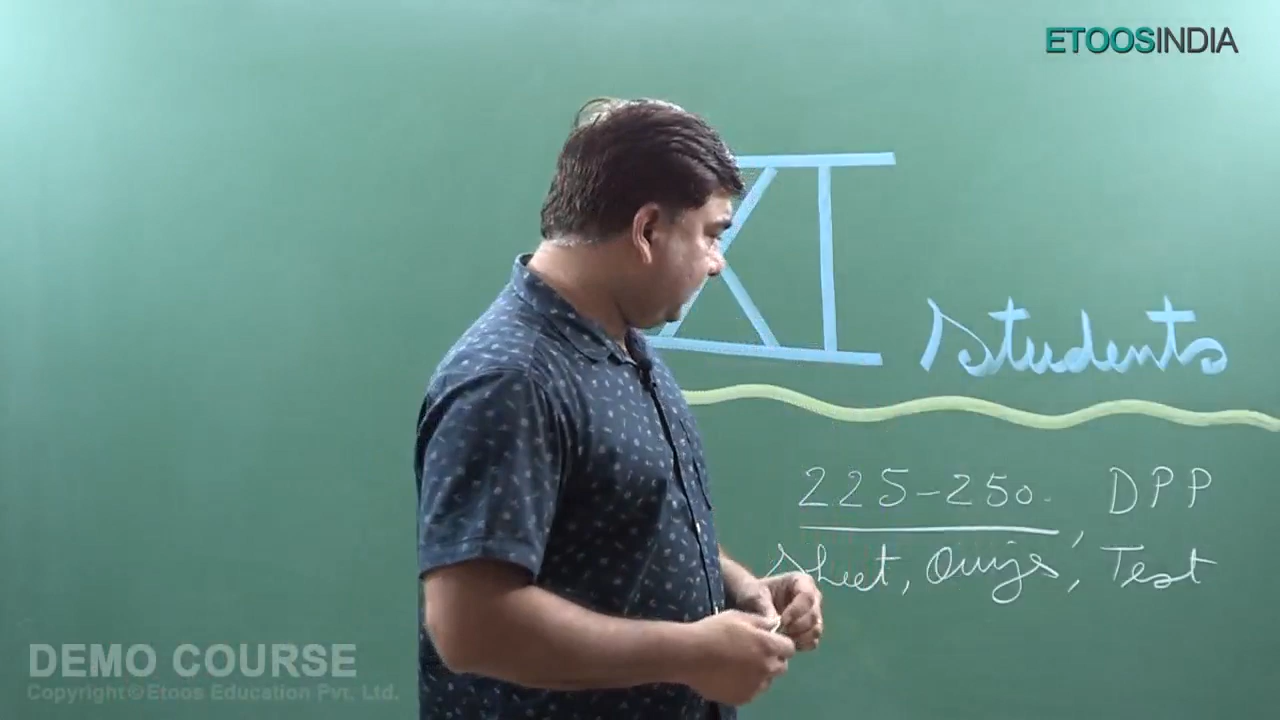 ETOOSINDIA
XI Students
225-250. DPP
Sheet, Quizs, Test
DEMO COURSE
Copyright©Etoos Education Pvt. Ltd.